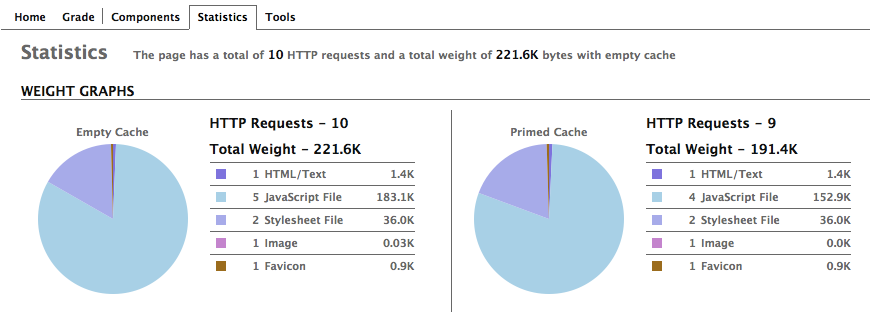 Home Grade Components Statistics Tools
Statistics The page has a total of 10 HTTP requests and a total weight of 221.6K bytes with empty cache
WEIGHT GRAPHS
Empty Cache
HTTP Requests – 10
Total Weight – 221.6K
1 HTML/Text 1.4K
5 JavaScript File 183.1K
2 Stylesheet File 36.0K
1 Image 0.03K
1 Favicon 0.9K
Primed Cache
HTTP Requests – 9
Total Weight – 191.4K
1 HTML/Text 1.4K
4 JavaScript File 152.9K
2 Stylesheet File 36.0K
1 Image 0.0K
1 Favicon 0.9K